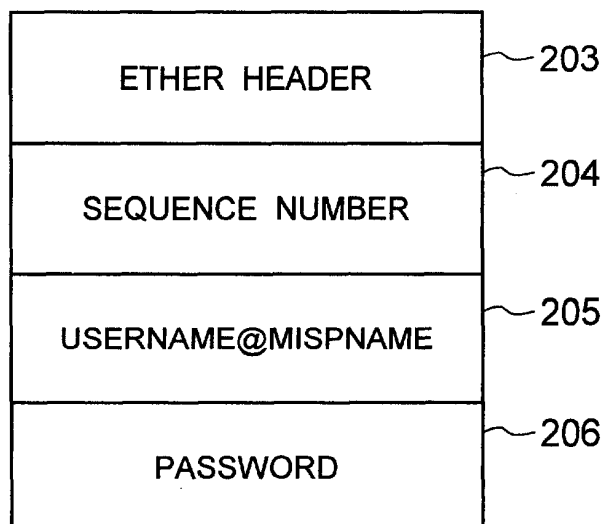 ETHER HEADER 203
SEQUENCE NUMBER 204
USERNAME@MISPNAME 205
PASSWORD 206